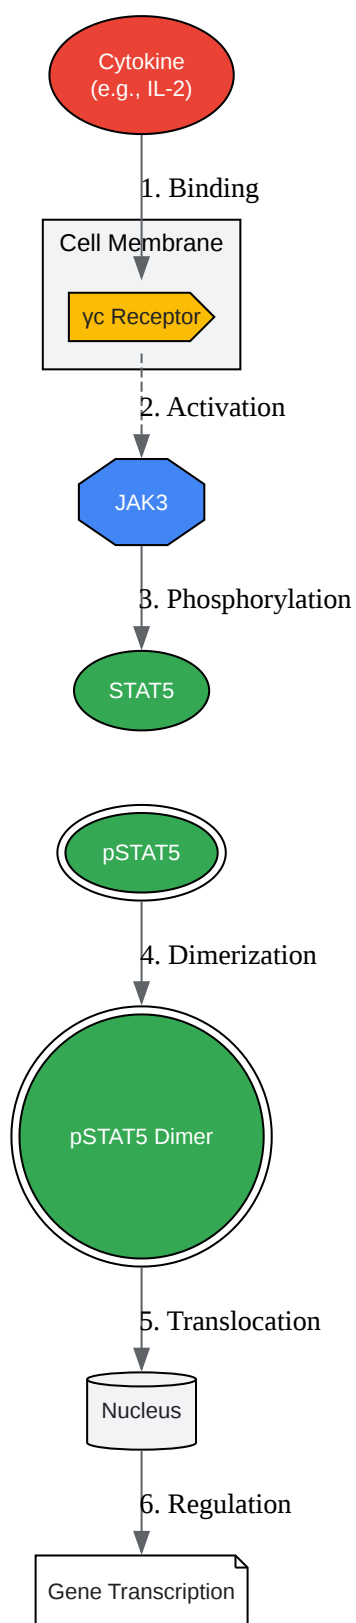 Cytokine
(e.g., IL-2)
1. Binding
Cell Membrane
γc Receptor
2. Activation
JAK3
3. Phosphorylation
STAT5
pSTAT5
4. Dimerization
pSTAT5 Dimer
5. Translocation
Nucleus
6. Regulation
Gene Transcription